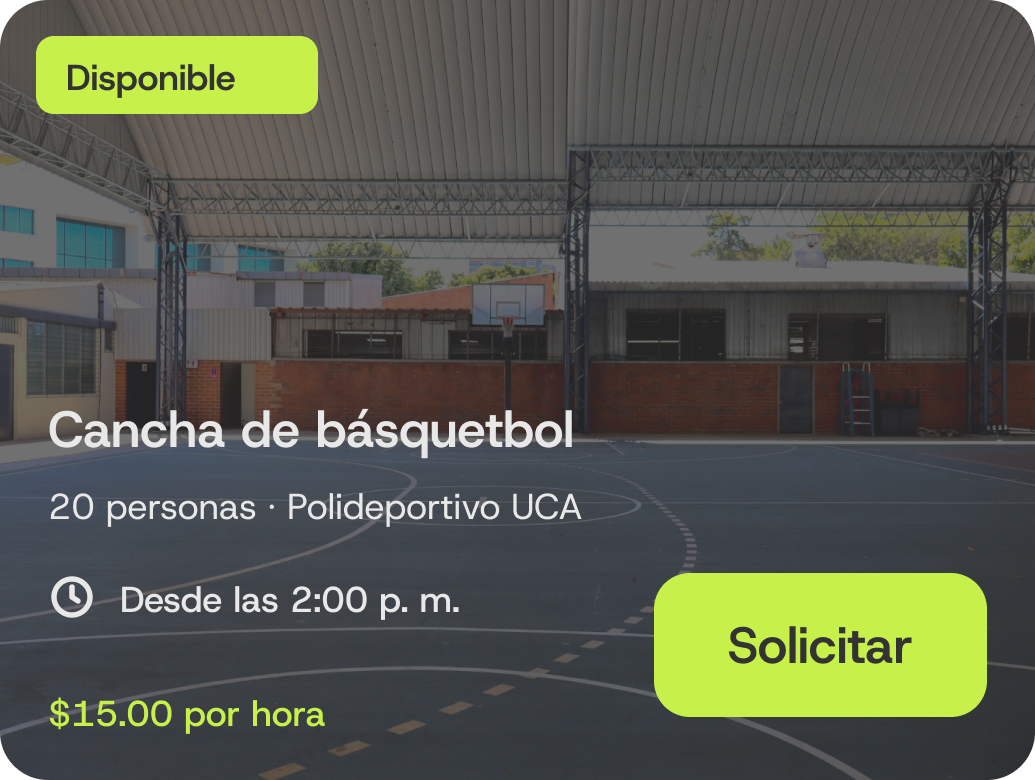 Disponible
Cancha de básquetbol
20 personas · Polideportivo UCA
Desde las 2:00 p. m.
Solicitar
$15.00 por hora